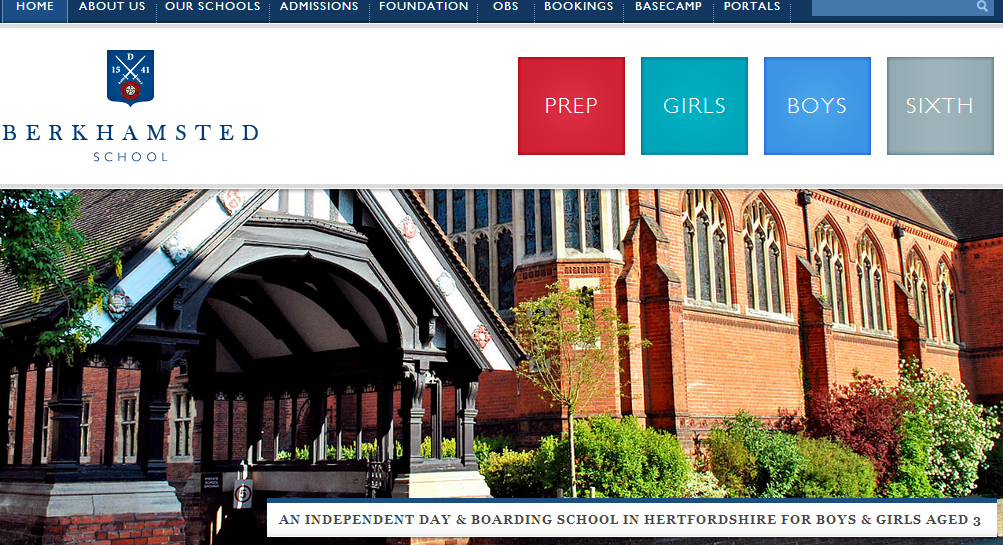 HOME ABOUT US OUR SCHOOLS ADMISSIONS FOUNDATION OBS BOOKINGS BASECAMP PORTALS
D
15 41
BERKHAMSTED
SCHOOL
PREP GIRLS BOYS SIXTH
5
AN INDEPENDENT DAY & BOARDING SCHOOL IN HERTFORDSHIRE FOR BOYS & GIRLS AGED 3